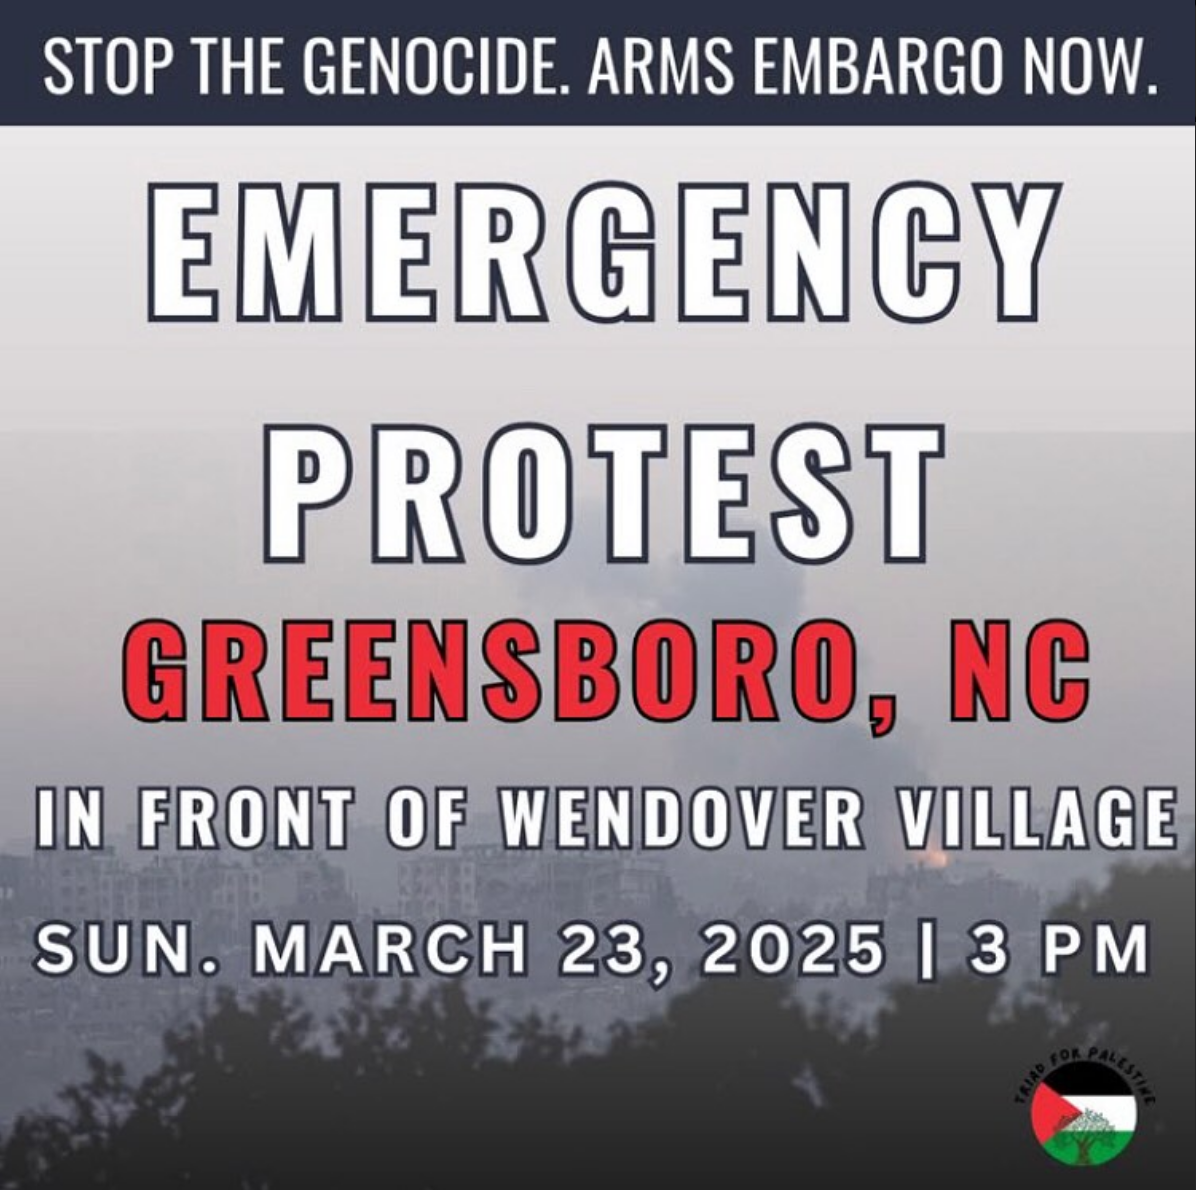 STOP THE GENOCIDE. ARMS EMBARGO NOW.
EMERGENCY
PROTEST
GREENSBORO, NC
IN FRONT OF WENDOVER VILLAGE
SUN. MARCH 23, 2025 | 3 PM
TRIAD FOR PALESTINE